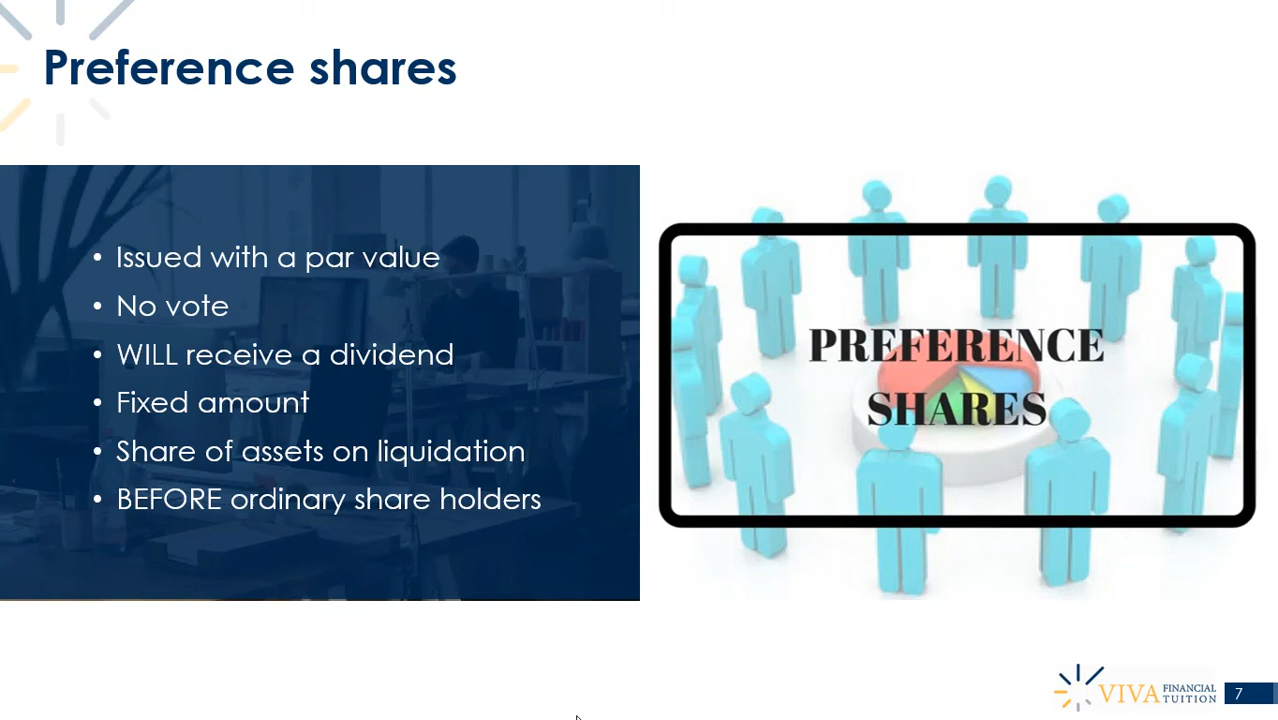 Preference shares
• Issued with a par value
• No vote
• WILL receive a dividend
• Fixed amount
• Share of assets on liquidation
• BEFORE ordinary share holders
PREFERENCE
SHARES
VIVA FINANCIAL TUITION
7